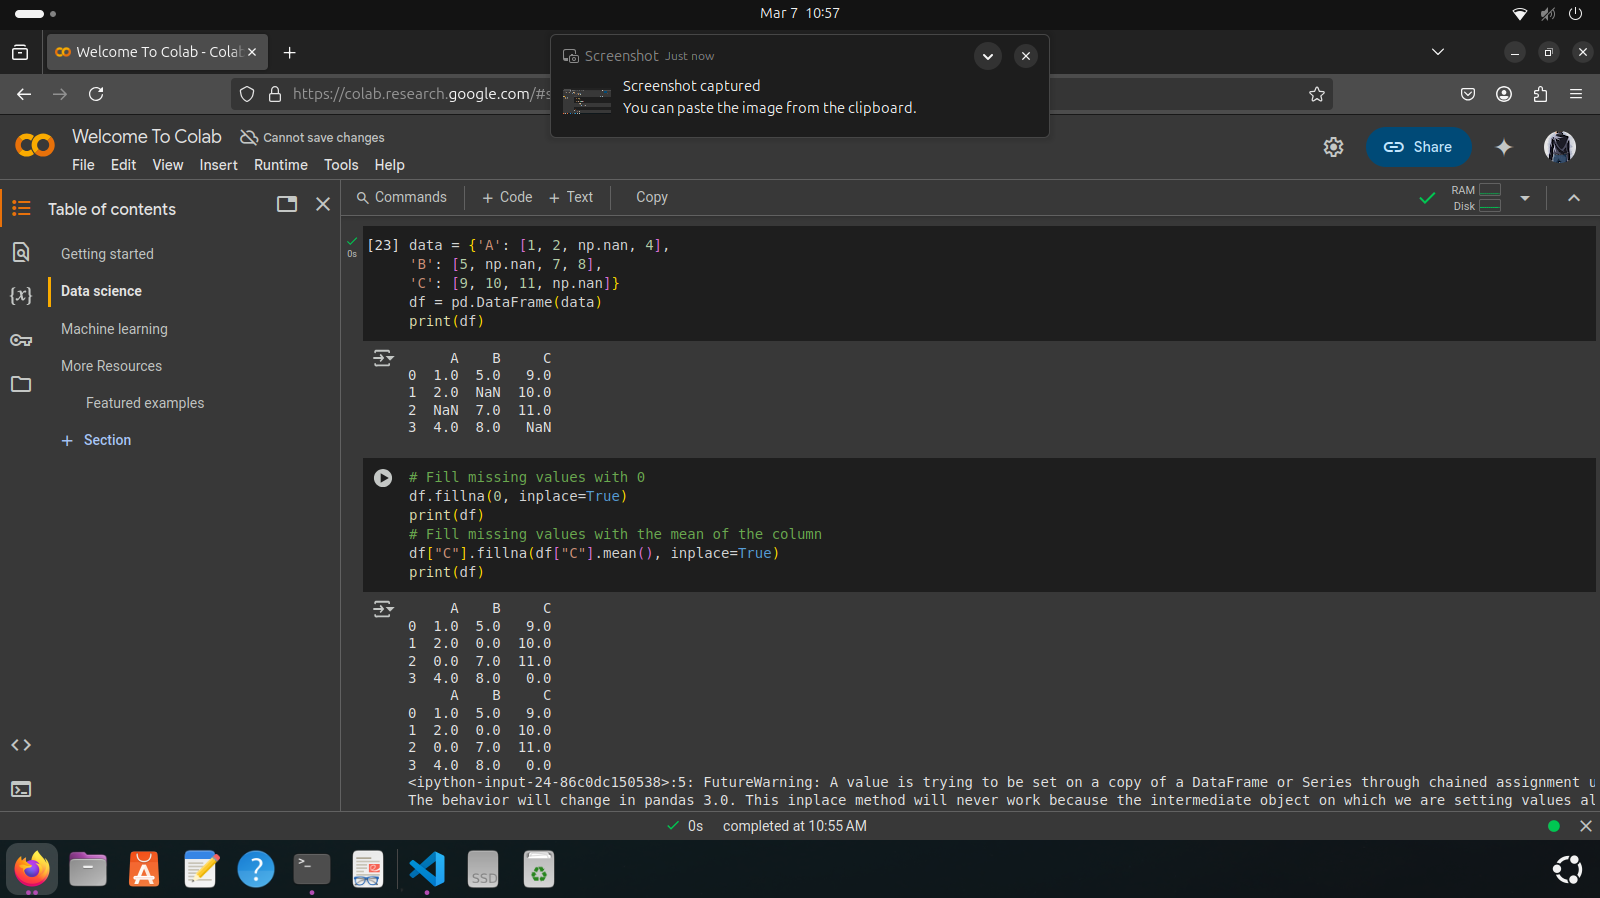 Mar 7 10:57
Welcome To Colab - Colab
Screenshot Just now
Screenshot captured
You can paste the image from the clipboard.
https://colab.research.google.com/#s
Welcome To Colab
Cannot save changes
File Edit View Insert Runtime Tools Help
Share
Table of contents
Getting started
Data science
Machine learning
More Resources
Featured examples
+ Section
Commands + Code + Text Copy
RAM
Disk
0s
[23] data = {'A': [1, 2, np.nan, 4],
'B': [5, np.nan, 7, 8],
'C': [9, 10, 11, np.nan]}
df = pd.DataFrame(data)
print(df)
A B C
0 1.0 5.0 9.0
1 2.0 NaN 10.0
2 NaN 7.0 11.0
3 4.0 8.0 NaN
# Fill missing values with 0
df.fillna(0, inplace=True)
print(df)
# Fill missing values with the mean of the column
df["C"].fillna(df["C"].mean(), inplace=True)
print(df)
A B C
0 1.0 5.0 9.0
1 2.0 0.0 10.0
2 0.0 7.0 11.0
3 4.0 8.0 0.0
A B C
0 1.0 5.0 9.0
1 2.0 0.0 10.0
2 0.0 7.0 11.0
3 4.0 8.0 0.0
<ipython-input-24-86c0dc150538>:5: FutureWarning: A value is trying to be set on a copy of a DataFrame or Series through chained assignment u
The behavior will change in pandas 3.0. This inplace method will never work because the intermediate object on which we are setting values al
0s completed at 10:55 AM
SSD